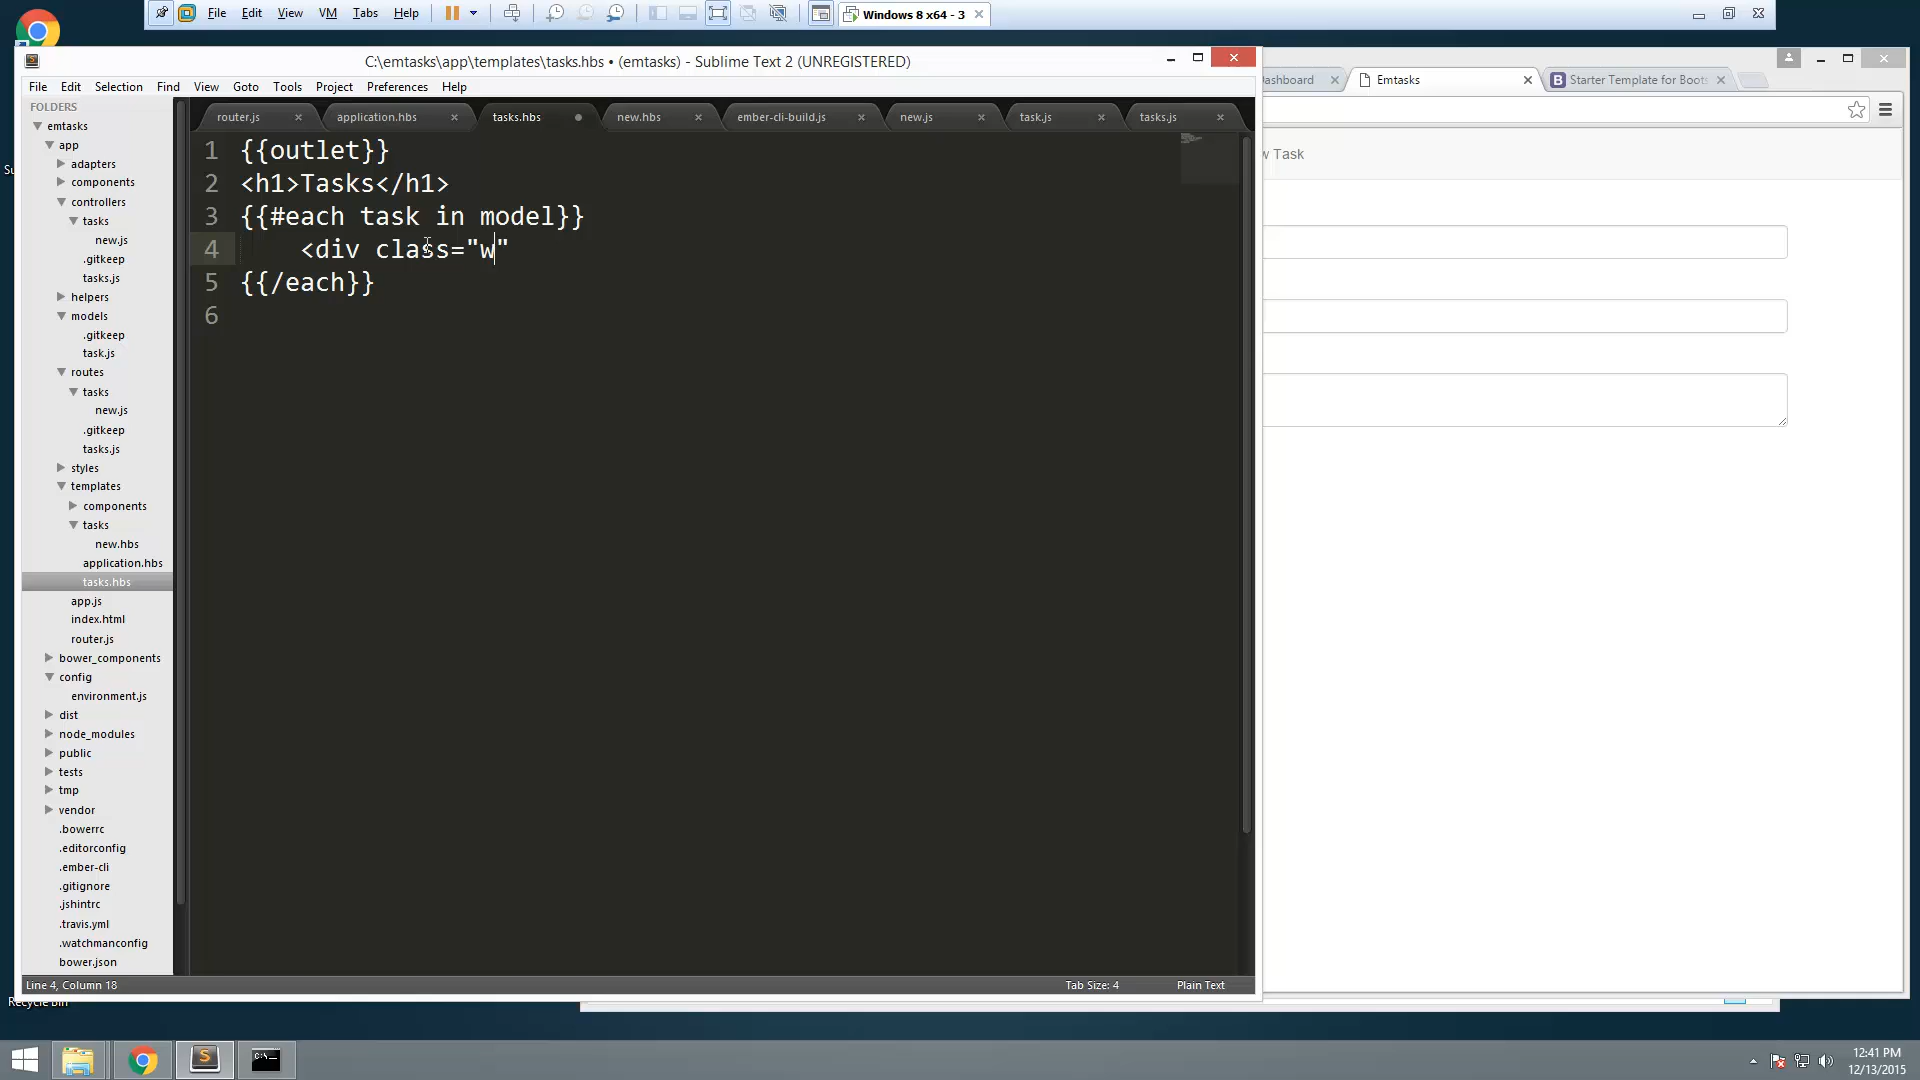 File Edit View VM Tabs Help
Windows 8 x64 - 3
C:\emtasks\app\templates\tasks.hbs • (emtasks) - Sublime Text 2 (UNREGISTERED)
File Edit Selection Find View Goto Tools Project Preferences Help
ashboard
Emtasks
Starter Template for Boots
FOLDERS
emtasks
app
adapters
components
controllers
tasks
new.js
.gitkeep
tasks.js
helpers
models
.gitkeep
task.js
routes
tasks
new.js
.gitkeep
tasks.js
styles
templates
components
tasks
new.hbs
application.hbs
tasks.hbs
app.js
index.html
router.js
bower_components
config
environment.js
dist
node_modules
public
tests
tmp
vendor
.bowerrc
.editorconfig
.ember-cli
.gitignore
.jshintrc
.travis.yml
.watchmanconfig
bower.json
router.js application.hbs tasks.hbs new.hbs ember-cli-build.js new.js task.js tasks.js
1 {{outlet}}
2 <h1>Tasks</h1>
3 {{#each task in model}}
4 <div class="w"
5 {{/each}}
6
w Task
Line 4, Column 18
Tab Size: 4
Plain Text
12:41 PM
12/13/2015